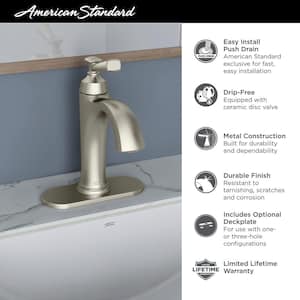 American Standard
Easy Install
Push Drain
American Standard
exclusive for fast,
easy installation
Drip-Free
Equipped with
ceramic disc valve
Metal Construction
Built for durability
and dependability
Durable Finish
Resistant to
tarnishing, scratches
and corrosion
Includes Optional
Deckplate
For use with one-
or three-hole
configurations
LIFETIME
Limited Lifetime
Warranty